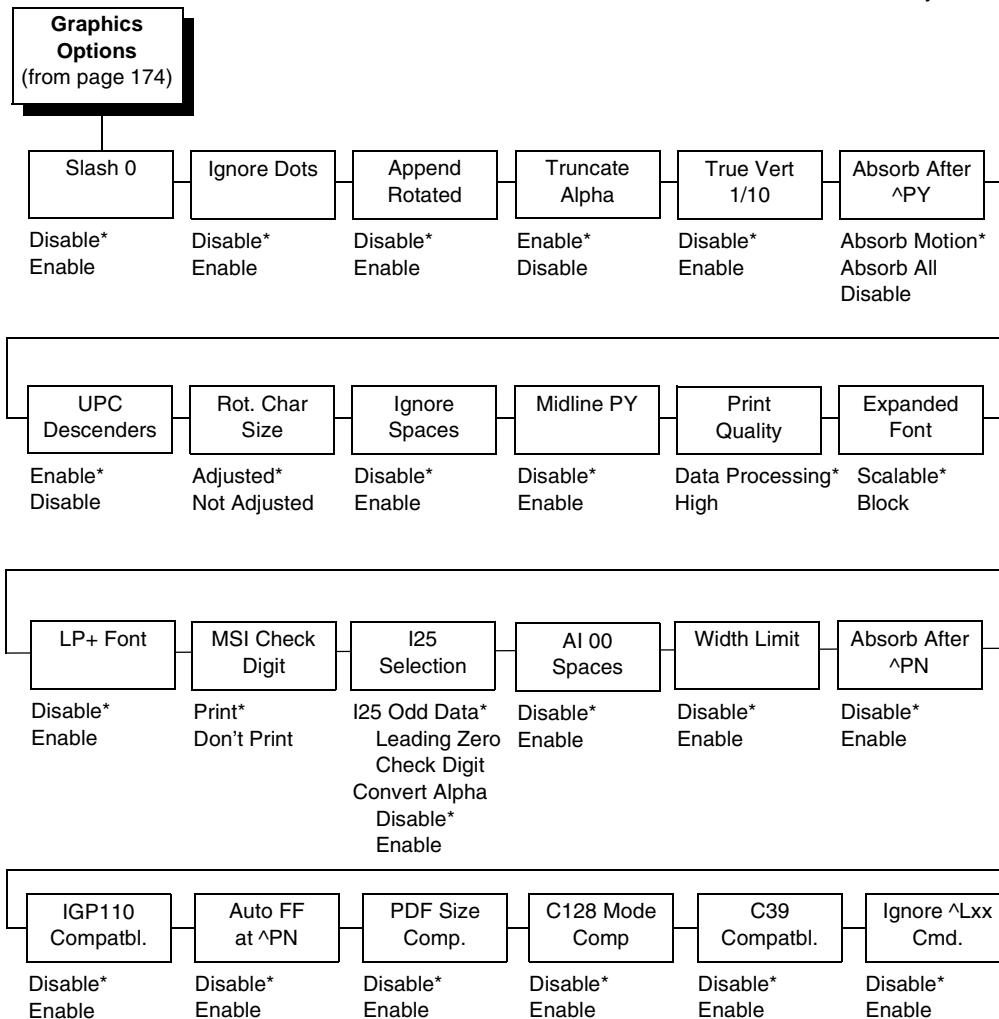 Graphics
Options
(from page 174)
Slash 0
Disable*
Enable
Ignore Dots
Disable*
Enable
Append
Rotated
Disable*
Enable
Truncate
Alpha
Enable*
Disable
True Vert
1/10
Disable*
Enable
Absorb After
^PY
Absorb Motion*
Absorb All
Disable
UPC
Descenders
Enable*
Disable
Rot. Char
Size
Adjusted*
Not Adjusted
Ignore
Spaces
Disable*
Enable
Midline PY
Disable*
Enable
Print
Quality
Data Processing*
High
Expanded
Font
Scalable*
Block
LP+ Font
Disable*
Enable
MSI Check
Digit
Print*
Don't Print
I25
Selection
I25 Odd Data*
Leading Zero
Check Digit
Convert Alpha
Disable*
Enable
AI 00
Spaces
Disable*
Enable
Width Limit
Disable*
Enable
Absorb After
^PN
Disable*
Enable
IGP110
Compatbl.
Disable*
Enable
Auto FF
at ^PN
Disable*
Enable
PDF Size
Comp.
Disable*
Enable
C128 Mode
Comp
Disable*
Enable
C39
Compatbl.
Disable*
Enable
Ignore ^Lxx
Cmd.
Disable*
Enable